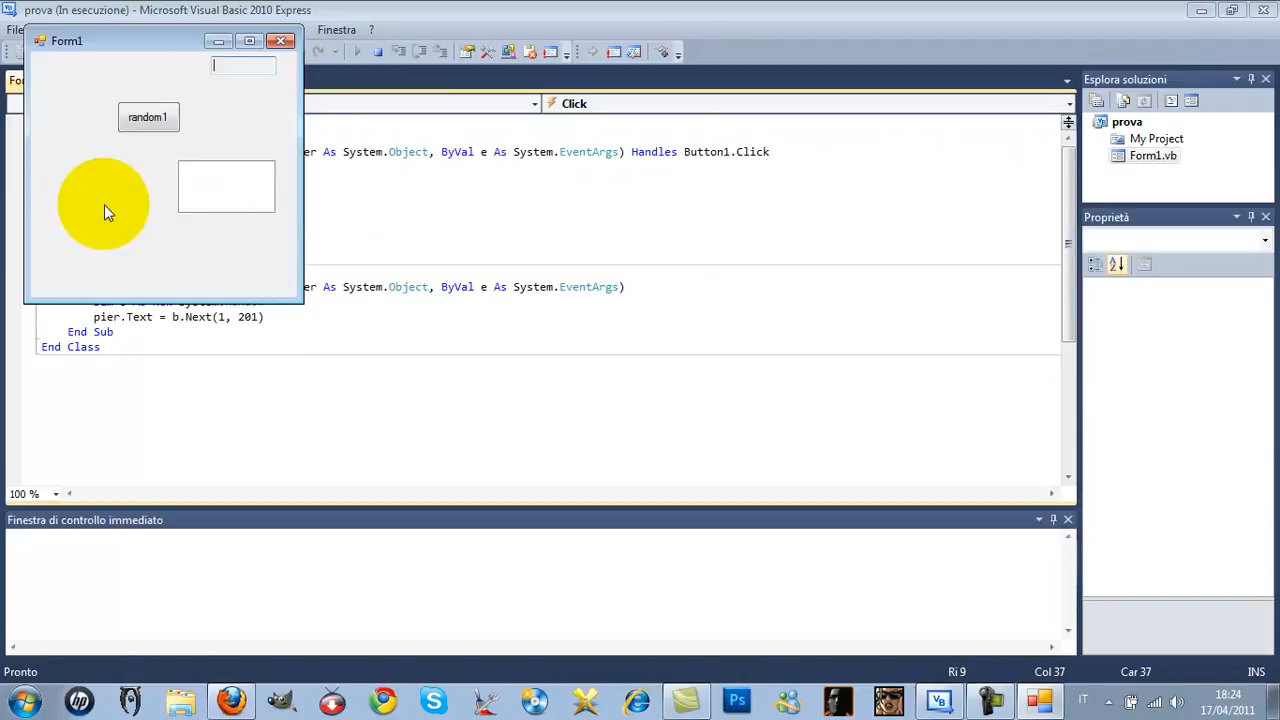 prova (In esecuzione) - Microsoft Visual Basic 2010 Express
File
Finestra ?
Form1
random1
Click
er As System.Object, ByVal e As System.EventArgs) Handles Button1.Click
er As System.Object, ByVal e As System.EventArgs)
pier.Text = b.Next(1, 201)
End Sub
End Class
100 %
Finestra di controllo immediato
Esplora soluzioni
prova
My Project
Form1.vb
Proprietà
Pronto
Ri 9
Col 37
Car 37
INS
IT
18:24
17/04/2011